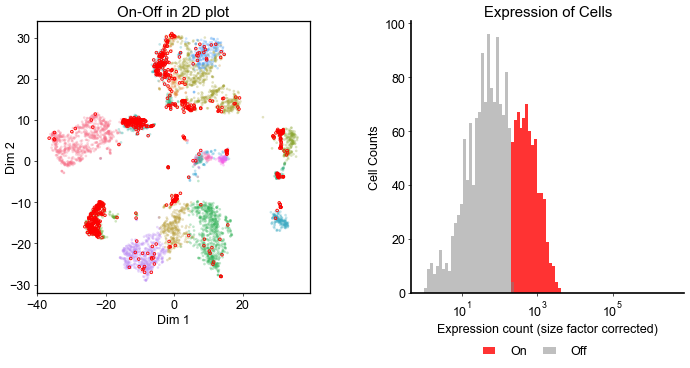 On-Off in 2D plot
Expression of Cells
30
20
10
0
−10
−20
−30
Dim 2
−40
−20
0
20
Dim 1
100
80
60
40
20
0
Cell Counts
10^1
10^3
10^5
Expression count (size factor corrected)
On
Off